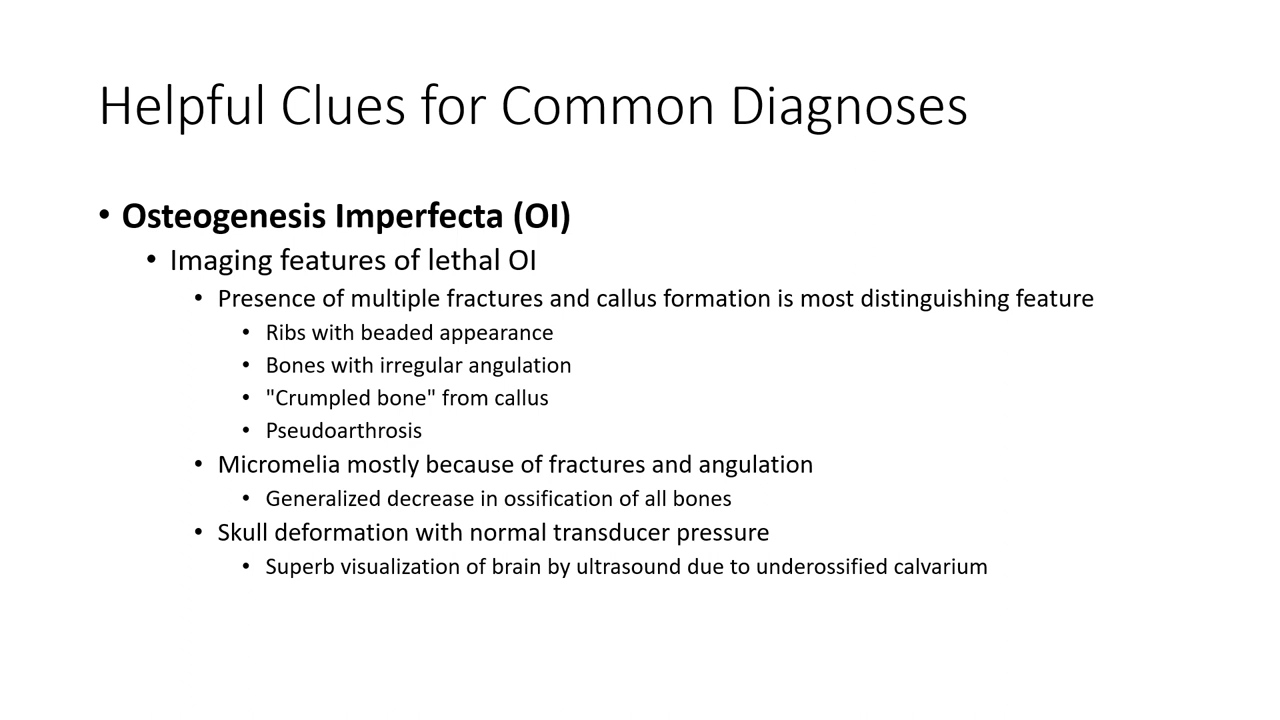 Helpful Clues for Common Diagnoses
• Osteogenesis Imperfecta (OI)
• Imaging features of lethal OI
• Presence of multiple fractures and callus formation is most distinguishing feature
• Ribs with beaded appearance
• Bones with irregular angulation
• "Crumpled bone" from callus
• Pseudoarthrosis
• Micromelia mostly because of fractures and angulation
• Generalized decrease in ossification of all bones
• Skull deformation with normal transducer pressure
• Superb visualization of brain by ultrasound due to underossified calvarium